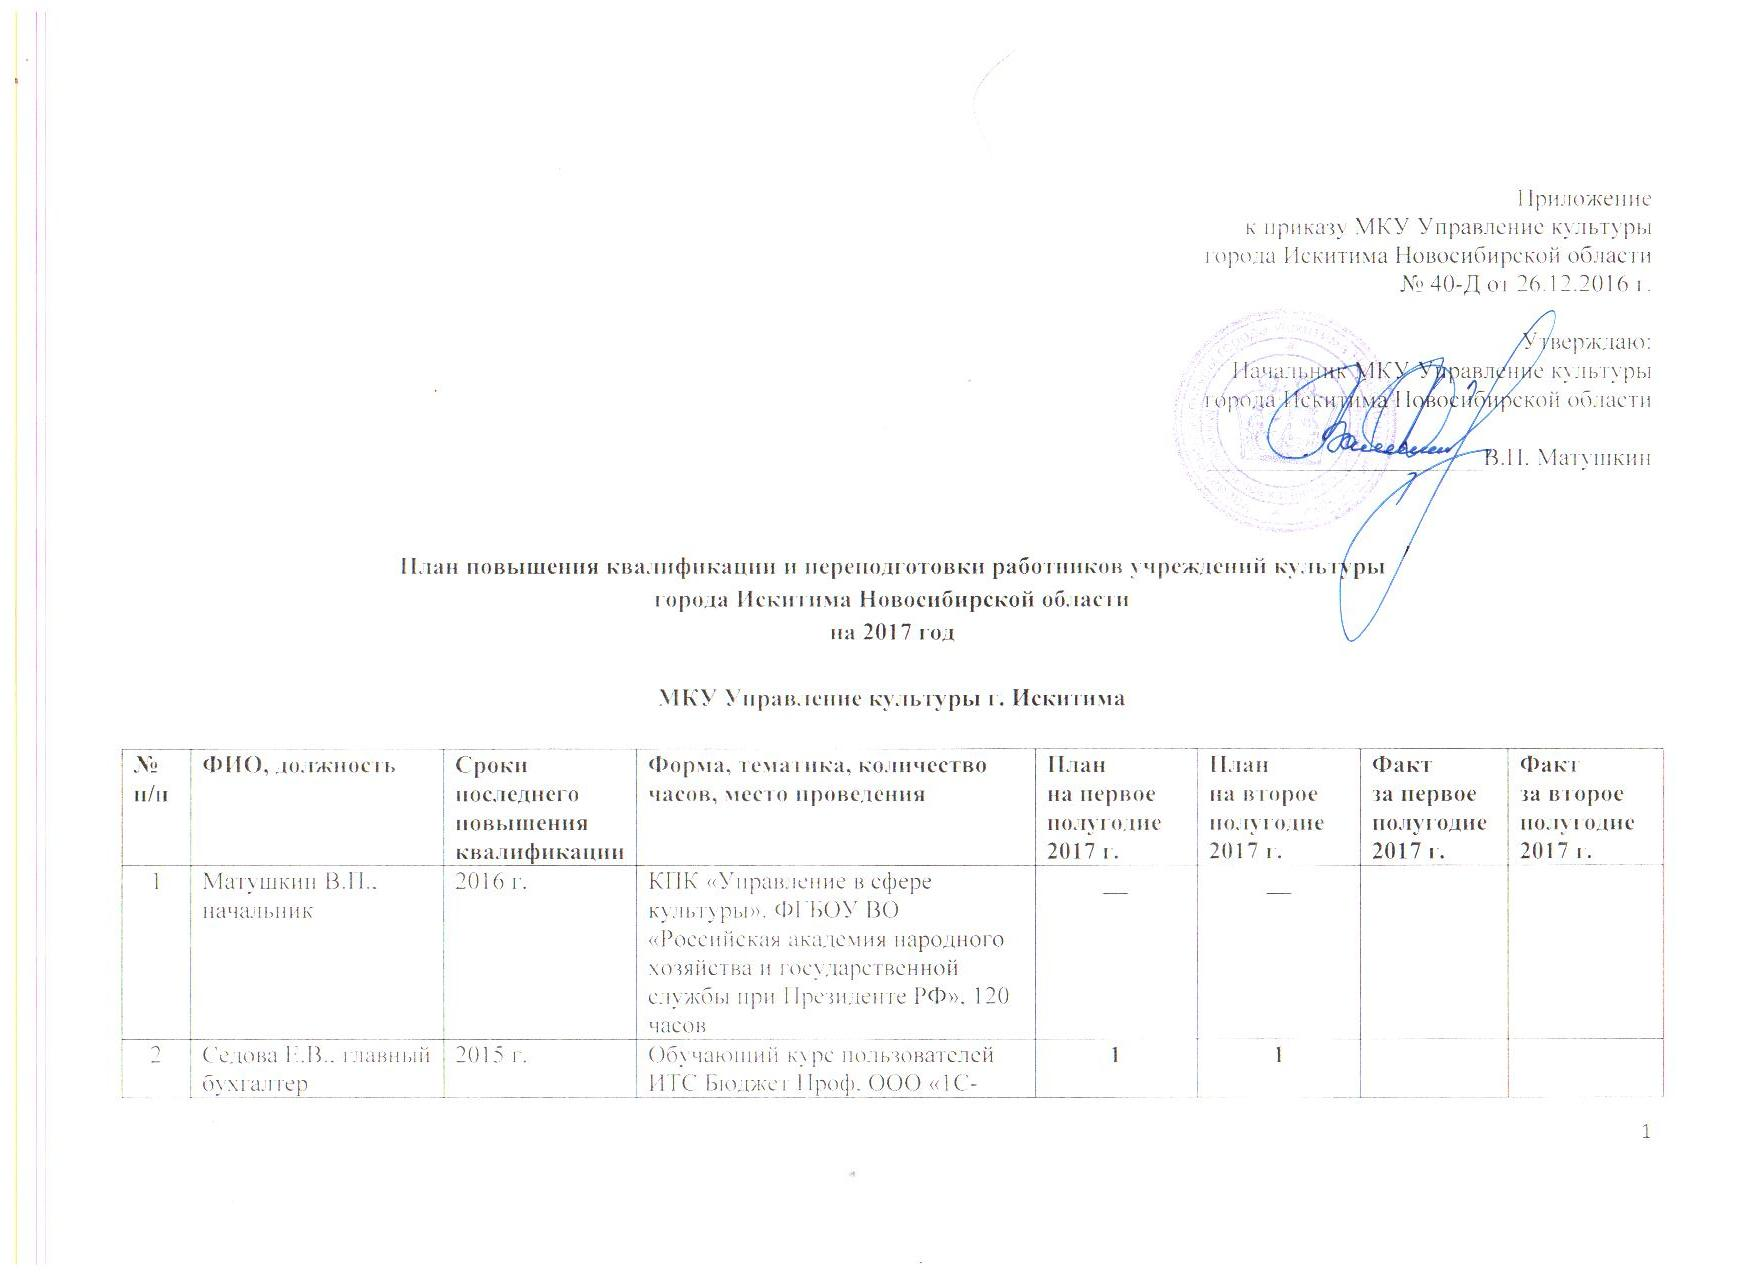 Приложение
к приказу МКУ Управление культуры
города Искитима Новосибирской области
№ 40-Д от 26.12.2016 г.
Утверждаю:
Начальник МКУ Управление культуры
города Искитима Новосибирской области
В.П. Матушкин
План повышения квалификации и переподготовки работников учреждений культуры
города Искитима Новосибирской области
на 2017 год
МКУ Управление культуры г. Искитима
№
п/п
ФИО, должность
Сроки
последнего
повышения
квалификации
Форма, тематика, количество
часов, место проведения
План
на первое
полугодие
2017 г.
План
на второе
полугодие
2017 г.
Факт
за первое
полугодие
2017 г.
Факт
за второе
полугодие
2017 г.
1
Матушкин В.П.,
начальник
2016 г.
КПК «Управление в сфере
культуры», ФГБОУ ВО
«Российская академия народного
хозяйства и государственной
службы при Президенте РФ», 120
часов
__
__
2
Седова Е.В., главный
бухгалтер
2015 г.
Обучающий курс пользователей
ИТС Бюджет Проф, ООО «1С-
1
1
1